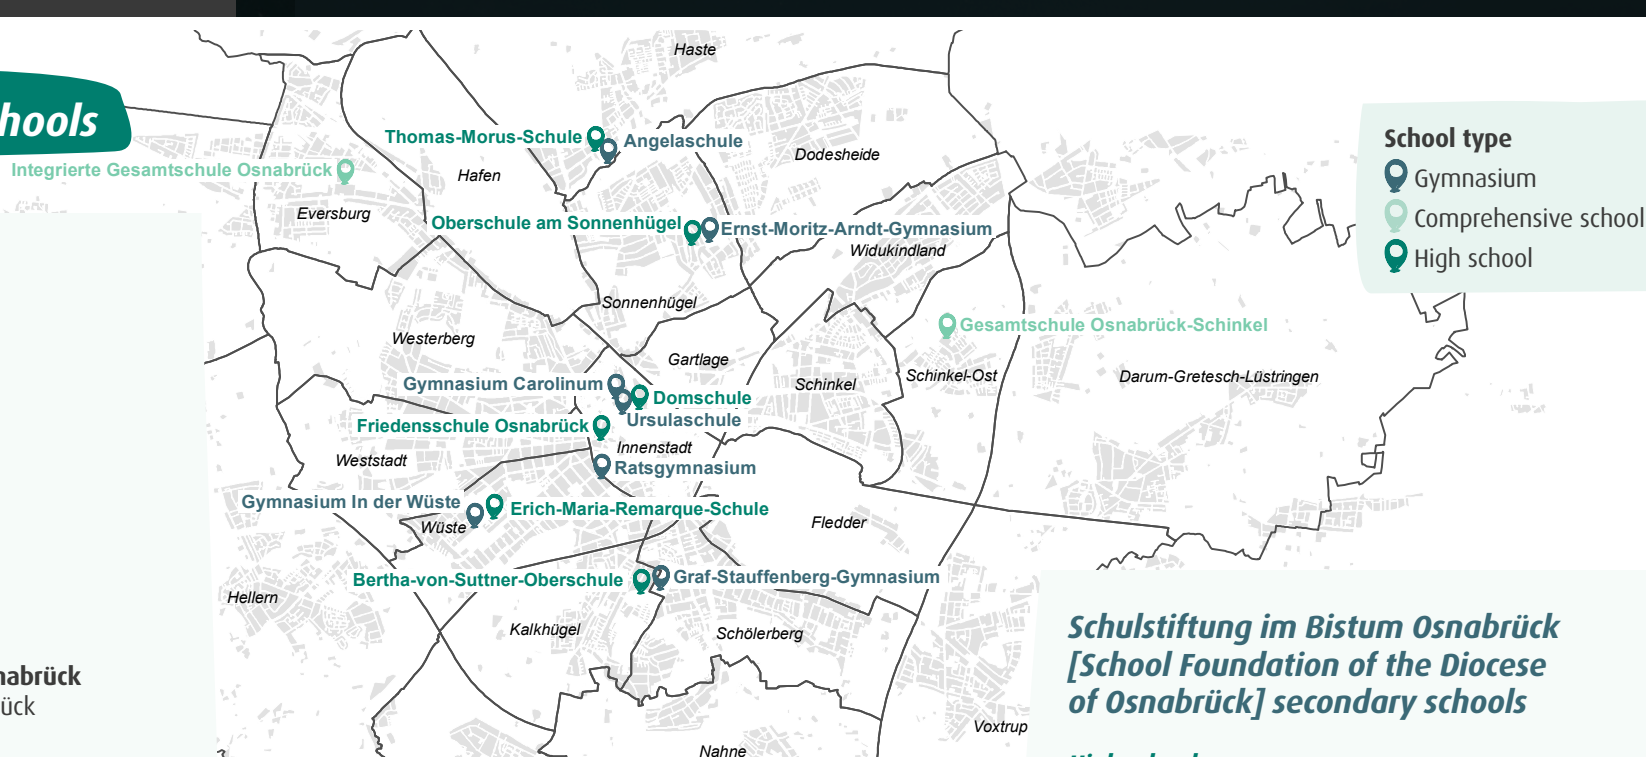 hools
Haste
Thomas-Morus-Schule
Angelaschule
Dodesheide
Integrierte Gesamtschule Osnabrück
Hafen
Eversburg
Oberschule am Sonnenhügel
Ernst-Moritz-Arndt-Gymnasium
Widukindland
Sonnenhügel
Gesamtschule Osnabrück-Schinkel
Westerberg
Gartlage
Schinkel
Schinkel-Ost
Darum-Gretesch-Lüstringen
Gymnasium Carolinum
Domschule
Ursulaschule
Friedensschule Osnabrück
Innenstadt
Weststadt
Ratsgymnasium
Gymnasium In der Wüste
Erich-Maria-Remarque-Schule
Wüste
Fledder
Bertha-von-Suttner-Oberschule
Graf-Stauffenberg-Gymnasium
Hellern
Kalkhügel
Schölerberg
Voxtrup
Nahne
School type
Gymnasium
Comprehensive school
High school
nabrück
ück
Schulstiftung im Bistum Osnabrück
[School Foundation of the Diocese
of Osnabrück] secondary schools